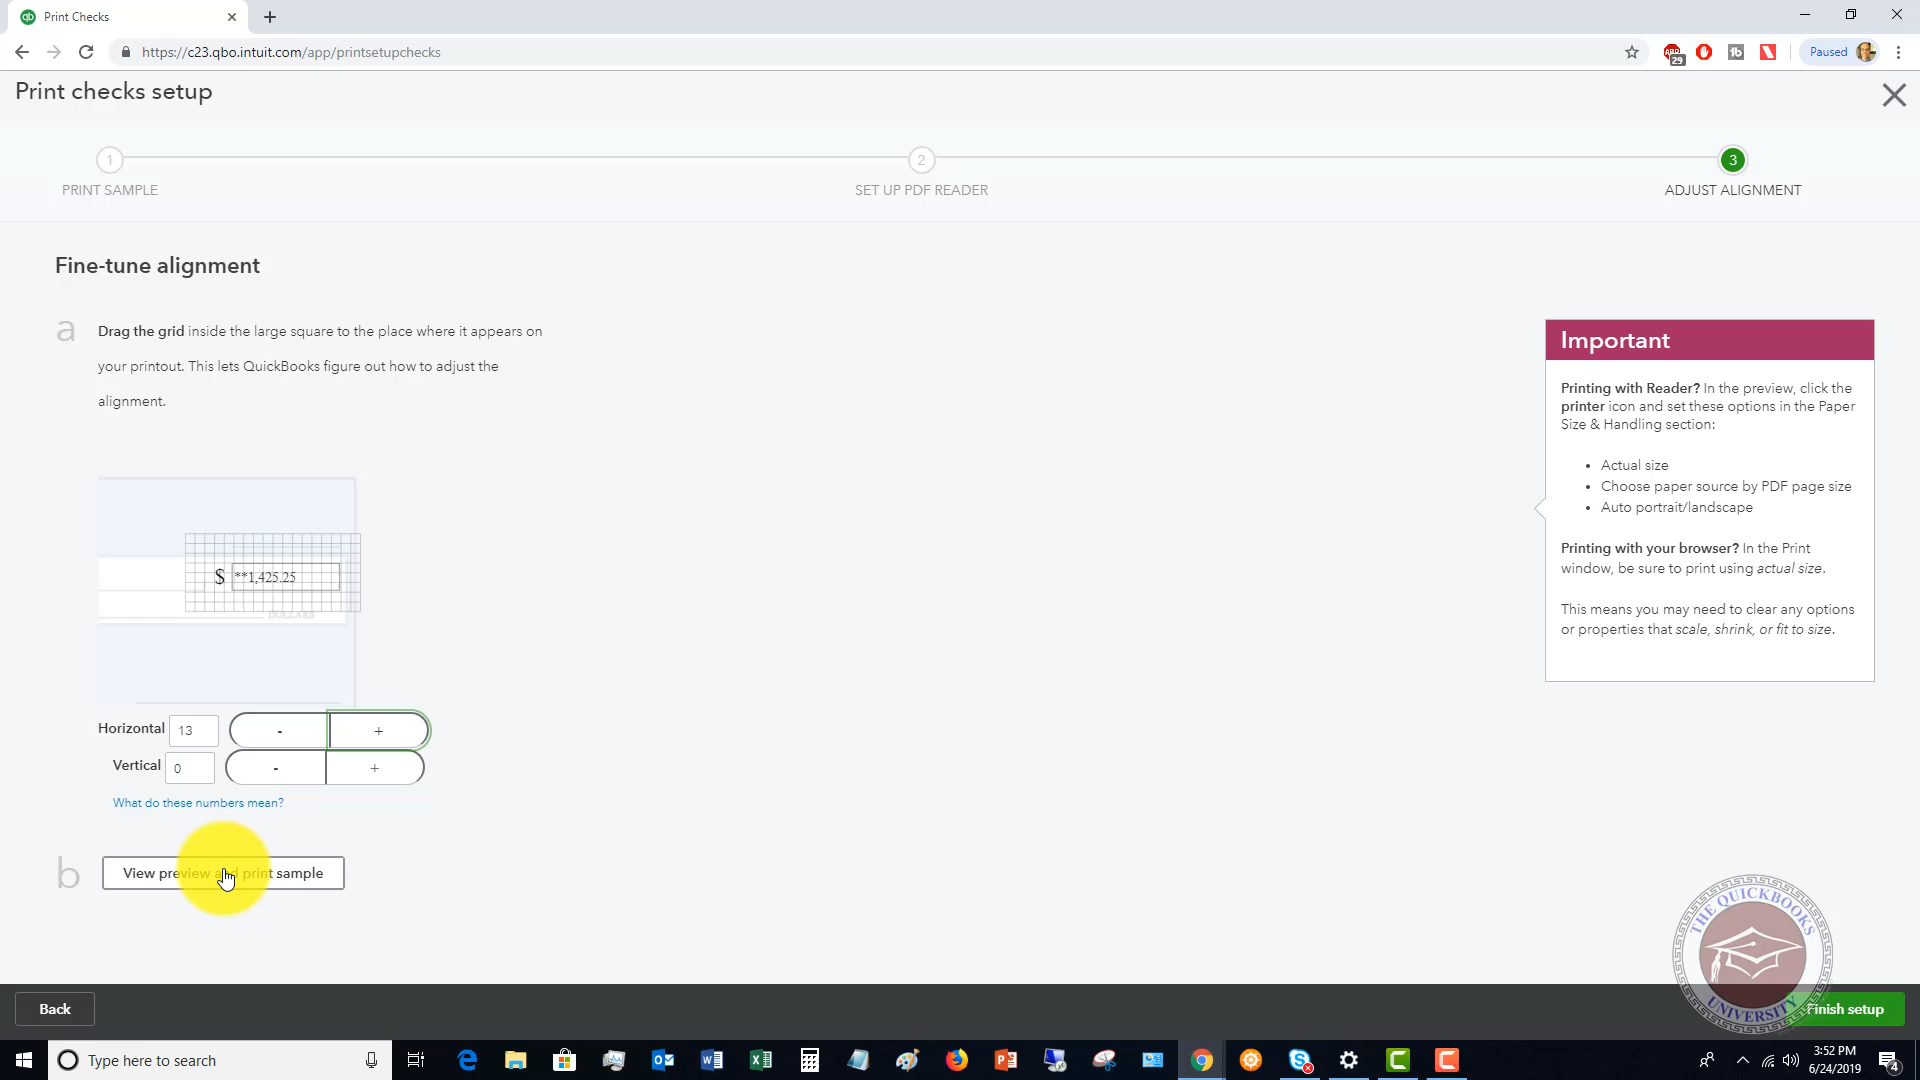 Print Checks
https://c23.qbo.intuit.com/app/printsetupchecks
29
Paused
Print checks setup
1
2
3
PRINT SAMPLE
SET UP PDF READER
ADJUST ALIGNMENT
Fine-tune alignment
a
Drag the grid inside the large square to the place where it appears on
your printout. This lets QuickBooks figure out how to adjust the
alignment.
$ **1,425.25
DOLLARS
Horizontal 13 - +
Vertical 0 - +
What do these numbers mean?
b
View preview and print sample
Important
Printing with Reader? In the preview, click the
printer icon and set these options in the Paper
Size & Handling section:
• Actual size
• Choose paper source by PDF page size
• Auto portrait/landscape
Printing with your browser? In the Print
window, be sure to print using actual size.
This means you may need to clear any options
or properties that scale, shrink, or fit to size.
THE QUICKBOOKS
UNIVERSITY
Back
Finish setup
Type here to search
3:52 PM
6/24/2019
4